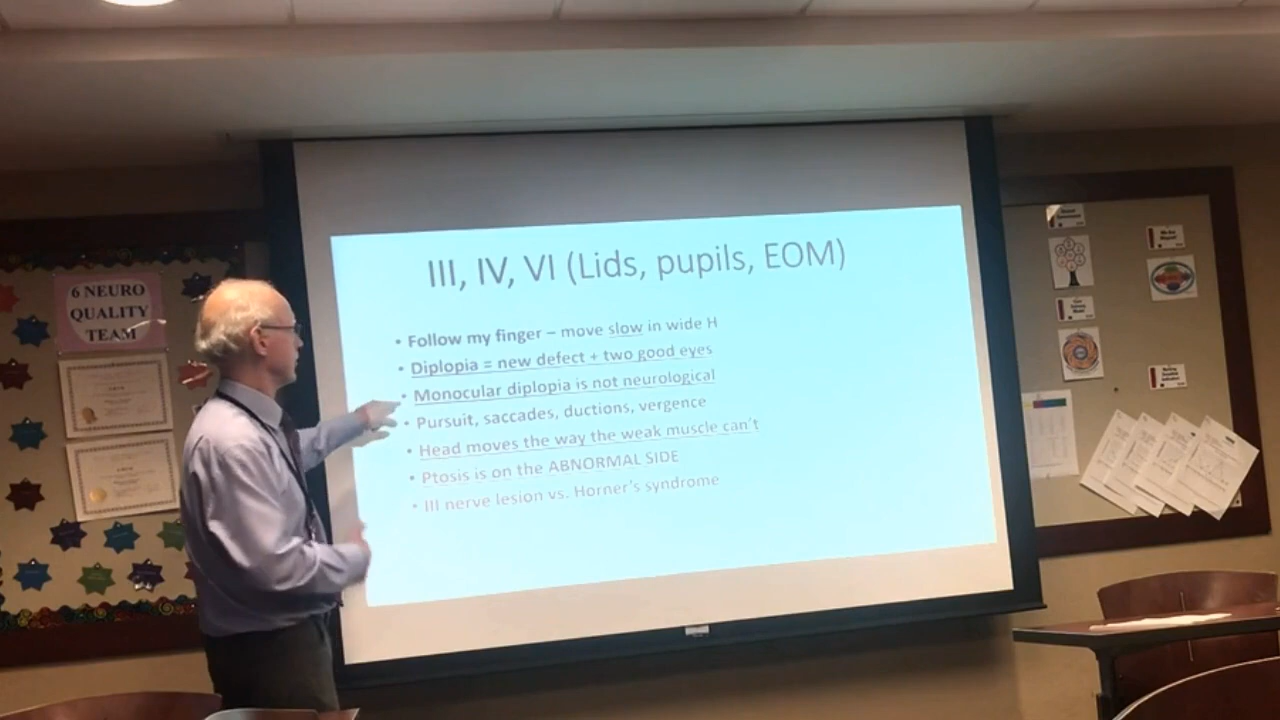 III, IV, VI (Lids, pupils, EOM)
• Follow my finger – move slow in wide H
• Diplopia = new defect + two good eyes
• Monocular diplopia is not neurological
• Pursuit, saccades, ductions, vergence
• Head moves the way the weak muscle can't
• Ptosis is on the ABNORMAL SIDE
• III nerve lesion vs. Horner's syndrome
6 NEURO
QUALITY
TEAM